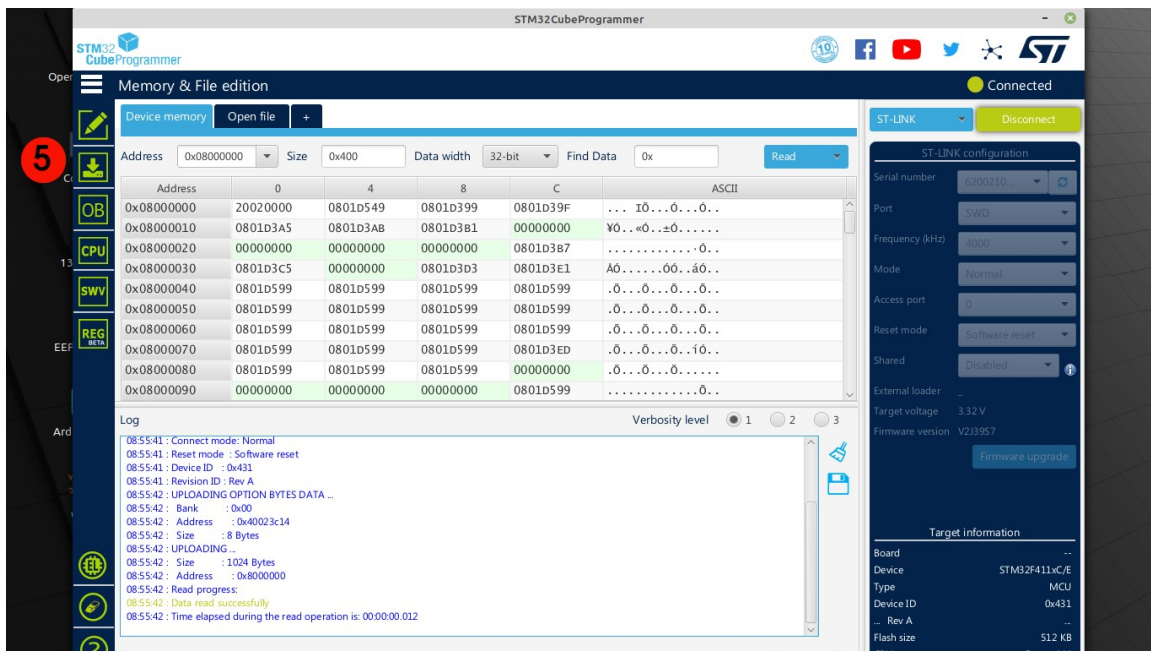 STM32CubeProgrammer
STM32
CubeProgrammer
10
Memory & File edition
Connected
Device memory Open file +
ST-LINK Disconnect
5
Address 0x08000000 Size 0x400 Data width 32-bit Find Data 0x Read
ST-LINK configuration
Address 0 4 8 C ASCII
0x08000000 20020000 0801D549 0801D399 0801D39F ... IÕ...Ó...Ó..
0x08000010 0801D3A5 0801D3AB 0801D3B1 00000000 ¥Ó..«Ó..±Ó......
0x08000020 00000000 00000000 00000000 0801D3B7 ............·Ó..
0x08000030 0801D3C5 00000000 0801D3D3 0801D3E1 ÅÓ......ÓÓ..áÓ..
0x08000040 0801D599 0801D599 0801D599 0801D599 .Õ...Õ...Õ...Õ..
0x08000050 0801D599 0801D599 0801D599 0801D599 .Õ...Õ...Õ...Õ..
0x08000060 0801D599 0801D599 0801D599 0801D599 .Õ...Õ...Õ...Õ..
0x08000070 0801D599 0801D599 0801D599 0801D3ED .Õ...Õ...Õ..íÓ..
0x08000080 0801D599 0801D599 0801D599 00000000 .Õ...Õ...Õ......
0x08000090 00000000 00000000 00000000 0801D599 .............Õ..
OB
CPU
SWV
REG
BETA
Serial number 6200210...
Port SWD
Frequency (kHz) 4000
Mode Normal
Access port 0
Reset mode Software reset
Shared Disabled
External loader _
Target voltage 3.32 V
Firmware version V2J39S7
Firmware upgrade
Log Verbosity level 1 2 3
08:55:41 : Connect mode: Normal
08:55:41 : Reset mode : Software reset
08:55:41 : Device ID : 0x431
08:55:41 : Revision ID : Rev A
08:55:42 : UPLOADING OPTION BYTES DATA ...
08:55:42 : Bank : 0x00
08:55:42 : Address : 0x40023c14
08:55:42 : Size : 8 Bytes
08:55:42 : UPLOADING ...
08:55:42 : Size : 1024 Bytes
08:55:42 : Address : 0x8000000
08:55:42 : Read progress:
08:55:42 : Data read successfully
08:55:42 : Time elapsed during the read operation is: 00:00:00.012
Target information
Board --
Device STM32F411xC/E
Type MCU
Device ID 0x431
... Rev A --
Flash size 512 KB
Oper
13
EEP
Ard